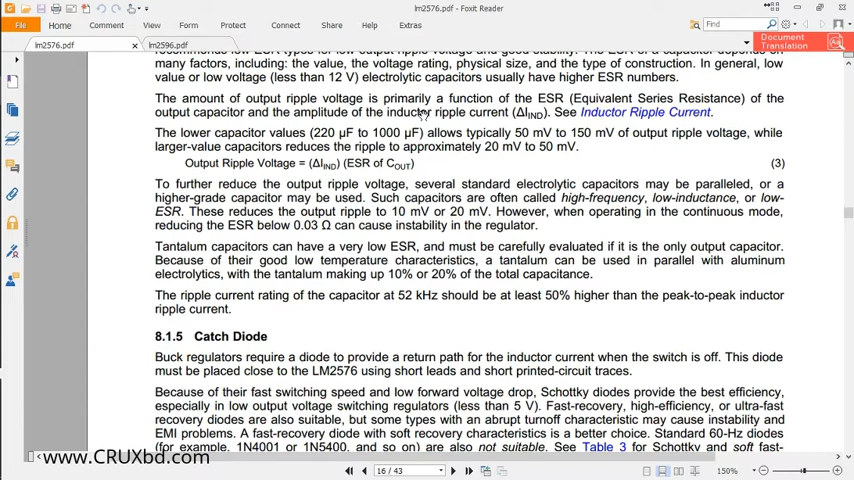 lm2576.pdf - Foxit Reader
File Home Comment View Form Protect Connect Share Help Extras
Find
lm2576.pdf
lm2596.pdf
Document Translation
recommends low ESR types for low output ripple voltage and good stability. The ESR of a capacitor depends on
many factors, including: the value, the voltage rating, physical size, and the type of construction. In general, low
value or low voltage (less than 12 V) electrolytic capacitors usually have higher ESR numbers.
The amount of output ripple voltage is primarily a function of the ESR (Equivalent Series Resistance) of the
output capacitor and the amplitude of the inductor ripple current (ΔIIND). See Inductor Ripple Current.
The lower capacitor values (220 μF to 1000 μF) allows typically 50 mV to 150 mV of output ripple voltage, while
larger-value capacitors reduces the ripple to approximately 20 mV to 50 mV.
Output Ripple Voltage = (ΔIIND) (ESR of COUT) (3)
To further reduce the output ripple voltage, several standard electrolytic capacitors may be paralleled, or a
higher-grade capacitor may be used. Such capacitors are often called high-frequency, low-inductance, or low-
ESR. These reduces the output ripple to 10 mV or 20 mV. However, when operating in the continuous mode,
reducing the ESR below 0.03 Ω can cause instability in the regulator.
Tantalum capacitors can have a very low ESR, and must be carefully evaluated if it is the only output capacitor.
Because of their good low temperature characteristics, a tantalum can be used in parallel with aluminum
electrolytics, with the tantalum making up 10% or 20% of the total capacitance.
The ripple current rating of the capacitor at 52 kHz should be at least 50% higher than the peak-to-peak inductor
ripple current.
8.1.5 Catch Diode
Buck regulators require a diode to provide a return path for the inductor current when the switch is off. This diode
must be placed close to the LM2576 using short leads and short printed-circuit traces.
Because of their fast switching speed and low forward voltage drop, Schottky diodes provide the best efficiency,
especially in low output voltage switching regulators (less than 5 V). Fast-recovery, high-efficiency, or ultra-fast
recovery diodes are also suitable, but some types with an abrupt turnoff characteristic may cause instability and
EMI problems. A fast-recovery diode with soft recovery characteristics is a better choice. Standard 60-Hz diodes
(for example, 1N4001 or 1N5400, and so on) are also not suitable. See Table 3 for Schottky and soft fast-
www.CRUXbd.com
16 / 43
150%